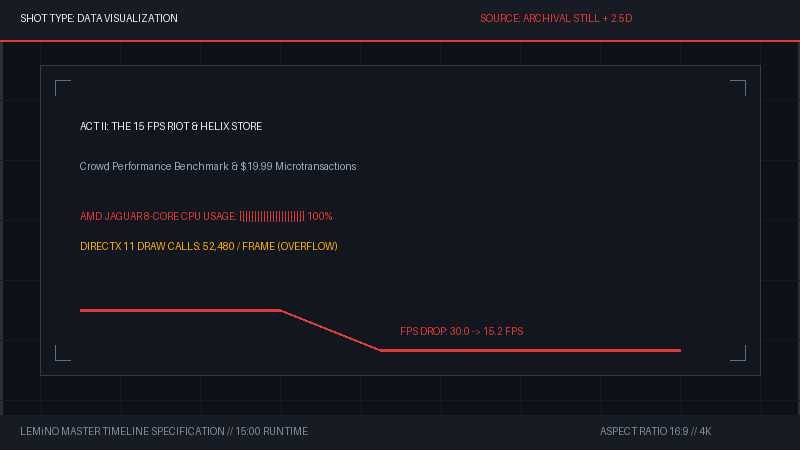 SHOT TYPE: DATA VISUALIZATION
SOURCE: ARCHIVAL STILL + 2.5D
ACT II: THE 15 FPS RIOT & HELIX STORE
Crowd Performance Benchmark & $19.99 Microtransactions
AMD JAGUAR 8-CORE CPU USAGE: [||||||||||||||||||||] 100%
DIRECTX 11 DRAW CALLS: 52,480 / FRAME (OVERFLOW)
FPS DROP: 30.0 -> 15.2 FPS
LEMiNO MASTER TIMELINE SPECIFICATION // 15:00 RUNTIME
ASPECT RATIO 16:9 // 4K